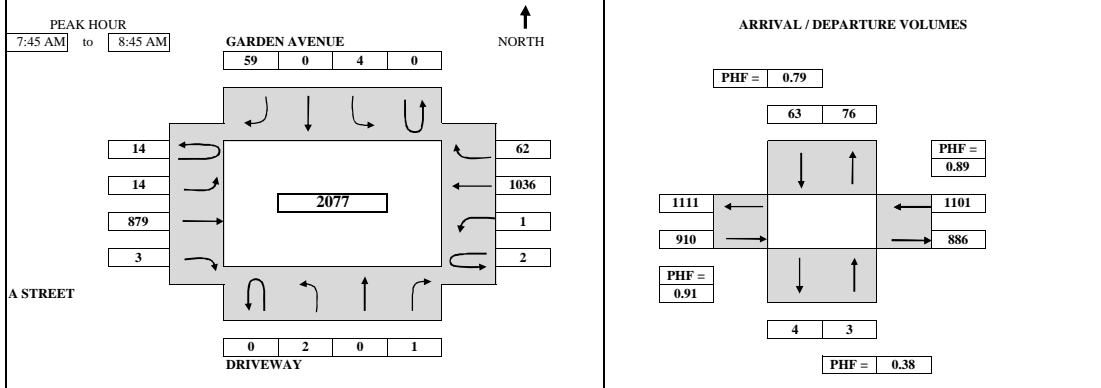 PEAK HOUR
7:45 AM to 8:45 AM
NORTH
GARDEN AVENUE
59 0 4 0
14 62
14 1036
2077
879 1
3 2
A STREET
0 2 0 1
DRIVEWAY
ARRIVAL / DEPARTURE VOLUMES
PHF = 0.79
63 76
PHF =
0.89
1111 1101
910 886
PHF =
0.91
4 3
PHF = 0.38